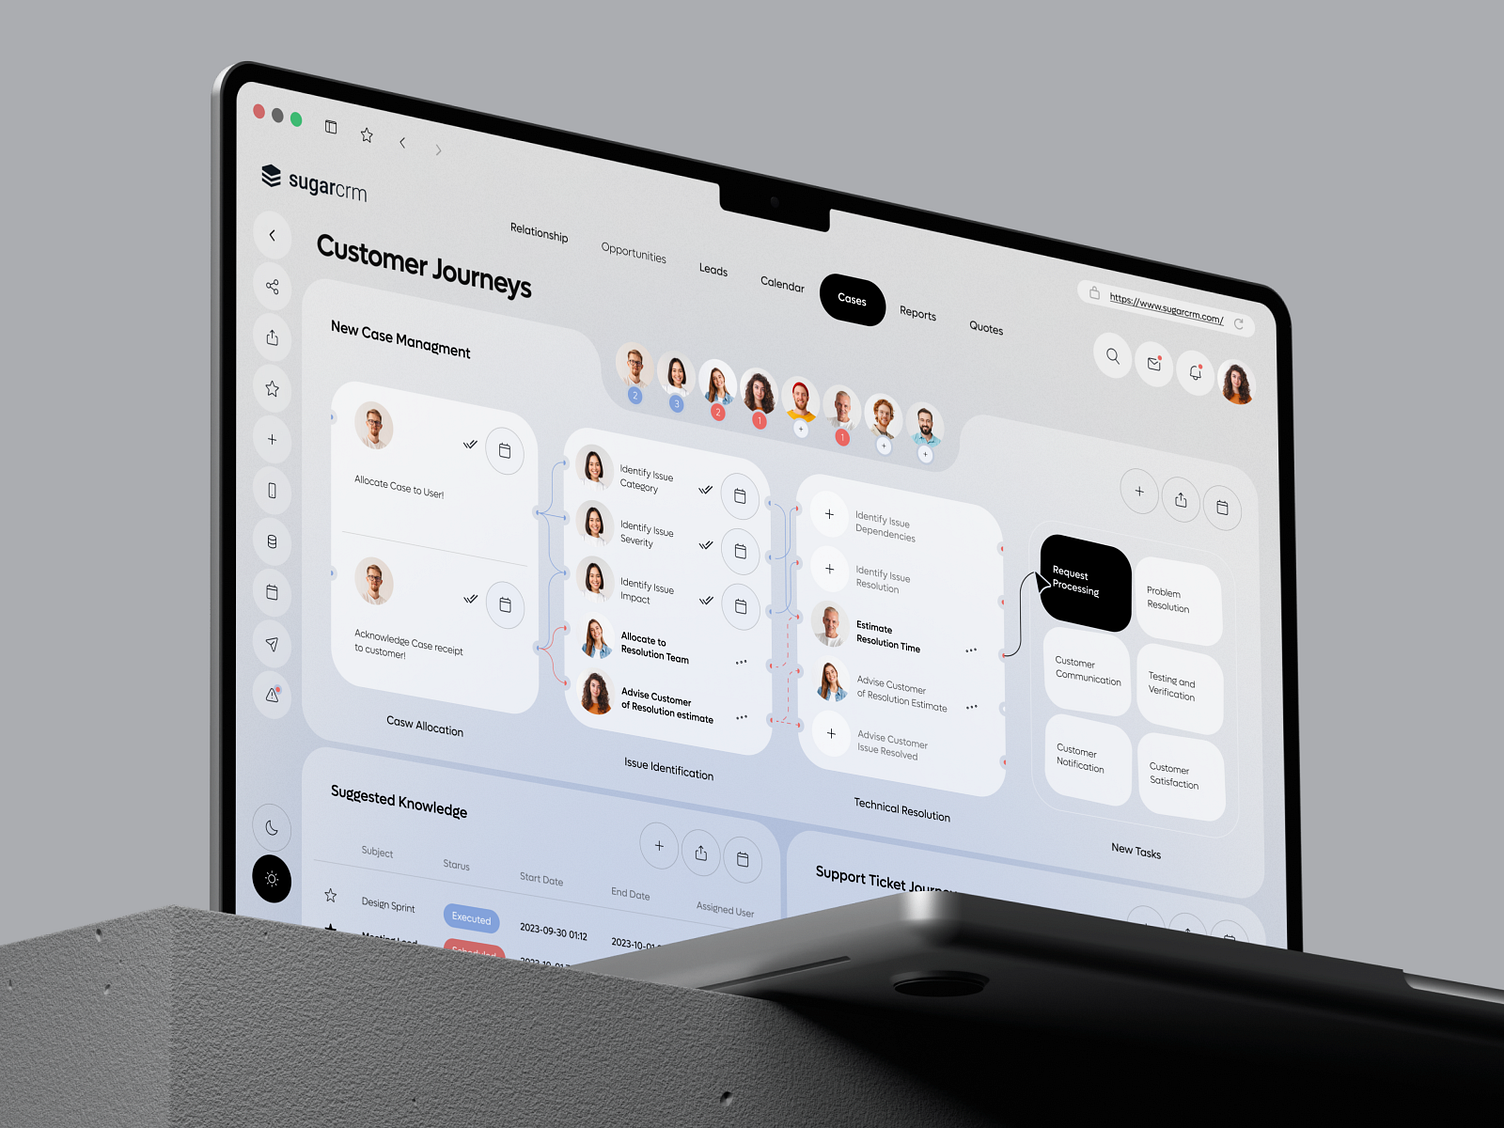 sugarcrm
https://www.sugarcrm.com/
Relationship
Opportunities
Leads
Calendar
Cases
Reports
Quotes
Customer Journeys
New Case Managment
2
3
2
1
+
1
+
+
Allocate Case to User!
Acknowledge Case receipt
to customer!
Casw Allocation
Identify Issue
Category
Identify Issue
Severity
Identify Issue
Impact
Allocate to
Resolution Team
Advise Customer
of Resolution estimate
Issue Identification
Identify Issue
Dependencies
Identify Issue
Resolution
Estimate
Resolution Time
Advise Customer
of Resolution Estimate
Advise Customer
Issue Resolved
Technical Resolution
Request
Processing
Problem
Resolution
Customer
Communication
Testing and
Verification
Customer
Notification
Customer
Satisfaction
New Tasks
Suggested Knowledge
Subject
Starus
Start Date
End Date
Assigned User
Design Sprint
Executed
2023-09-30 01:12
2023-10-01
Meeting Lead
Scheduled
2023-10-01
Support Ticket Journey